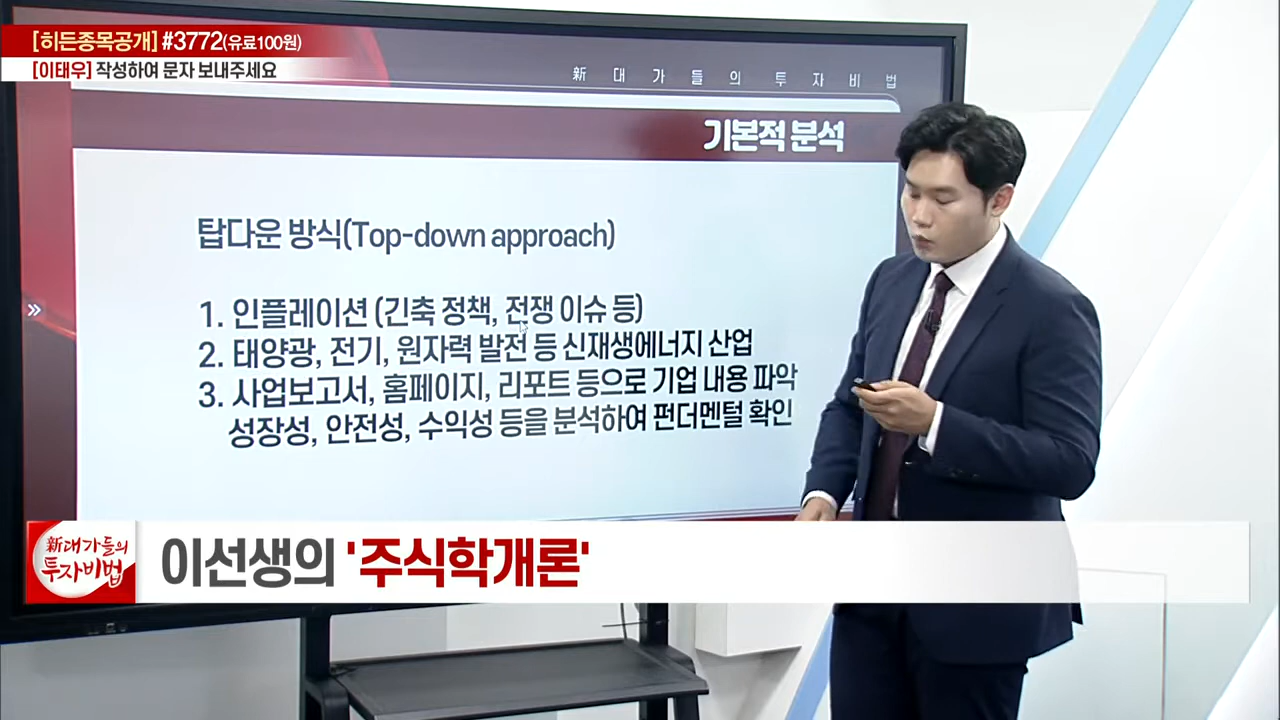 [히든종목공개] #3772(유료100원)
[이태우] 작성하여 문자 보내주세요
新 대 가 들 의 투 자 비 법
기본적 분석
탑다운 방식(Top-down approach)
1. 인플레이션 (긴축 정책, 전쟁 이슈 등)
2. 태양광, 전기, 원자력 발전 등 신재생에너지 산업
3. 사업보고서, 홈페이지, 리포트 등으로 기업 내용 파악
성장성, 안전성, 수익성 등을 분석하여 펀더멘털 확인
新대가들의
투자비법
이선생의 '주식학개론'